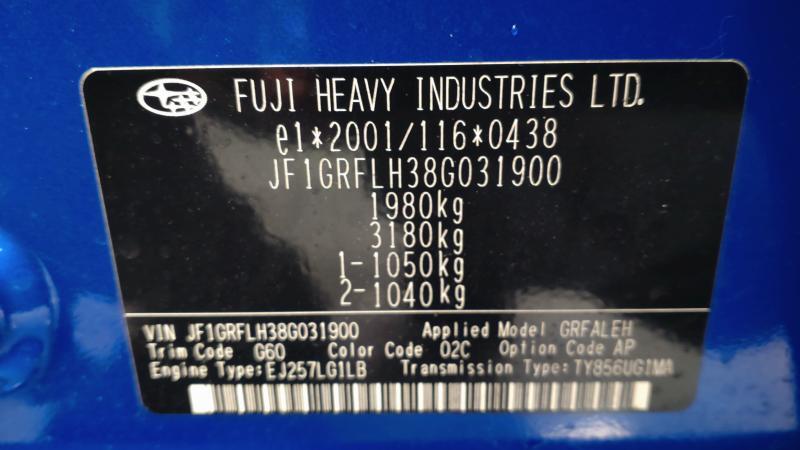 FUJI HEAVY INDUSTRIES LTD.
e1*2001/116*0438
JF1GRFLH38G031900
1980kg
3180kg
1-1050kg
2-1040kg
VIN JF1GRFLH38G031900 Applied Model GRFALEH
Trim Code G60 Color Code 02C Option Code AP
Engine Type:EJ257LG1LB Transmission Type:TY856UG1MA